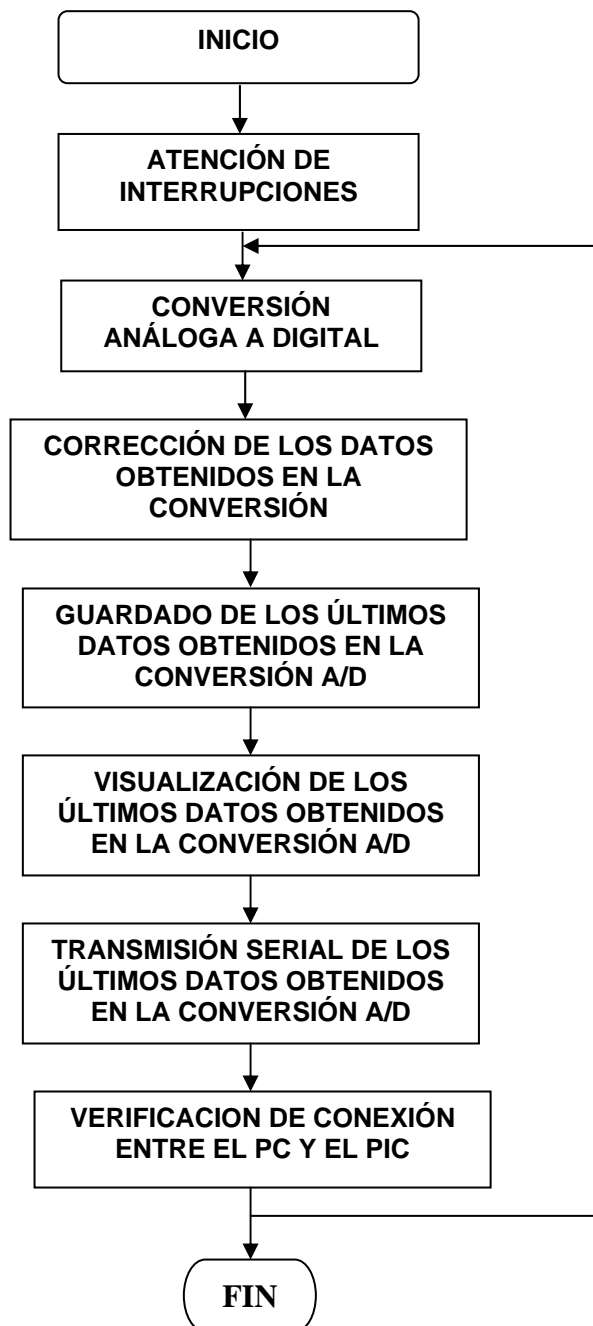 INICIO
ATENCIÓN DE
INTERRUPCIONES
CONVERSIÓN
ANÁLOGA A DIGITAL
CORRECCIÓN DE LOS DATOS
OBTENIDOS EN LA
CONVERSIÓN
GUARDADO DE LOS ÚLTIMOS
DATOS OBTENIDOS EN LA
CONVERSIÓN A/D
VISUALIZACIÓN DE LOS
ÚLTIMOS DATOS OBTENIDOS
EN LA CONVERSIÓN A/D
TRANSMISIÓN SERIAL DE LOS
ÚLTIMOS DATOS OBTENIDOS
EN LA CONVERSIÓN A/D
VERIFICACION DE CONEXIÓN
ENTRE EL PC Y EL PIC
FIN